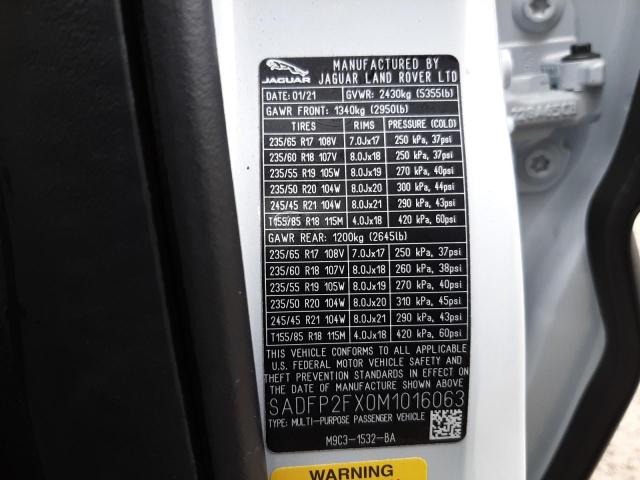 JAGUAR
MANUFACTURED BY
JAGUAR LAND ROVER LTD
DATE: 01/21 GVWR: 2430kg (5355lb)
GAWR FRONT: 1340kg (2950lb)
TIRES RIMS PRESSURE (COLD)
235/65 R17 108V 7.0Jx17 250 kPa, 37psi
235/60 R18 107V 8.0Jx18 250 kPa, 37psi
235/55 R19 105W 8.0Jx19 270 kPa, 40psi
235/50 R20 104W 8.0Jx20 300 kPa, 44psi
245/45 R21 104W 8.0Jx21 290 kPa, 43psi
T155/85 R18 115M 4.0Jx18 420 kPa, 60psi
GAWR REAR: 1200kg (2645lb)
235/65 R17 108V 7.0Jx17 250 kPa, 37psi
235/60 R18 107V 8.0Jx18 260 kPa, 38psi
235/55 R19 105W 8.0Jx19 270 kPa, 40psi
235/50 R20 104W 8.0Jx20 310 kPa, 45psi
245/45 R21 104W 8.0Jx21 290 kPa, 43psi
T155/85 R18 115M 4.0Jx18 420 kPa, 60psi
THIS VEHICLE CONFORMS TO ALL APPLICABLE
U.S. FEDERAL MOTOR VEHICLE SAFETY, BUMPER,
AND THEFT PREVENTION STANDARDS IN EFFECT ON
THE DATE OF MANUFACTURE SHOWN ABOVE.
SADFP2FX0M1016063
TYPE: MULTI-PURPOSE PASSENGER VEHICLE
M9C3-1532-BA
WARNING